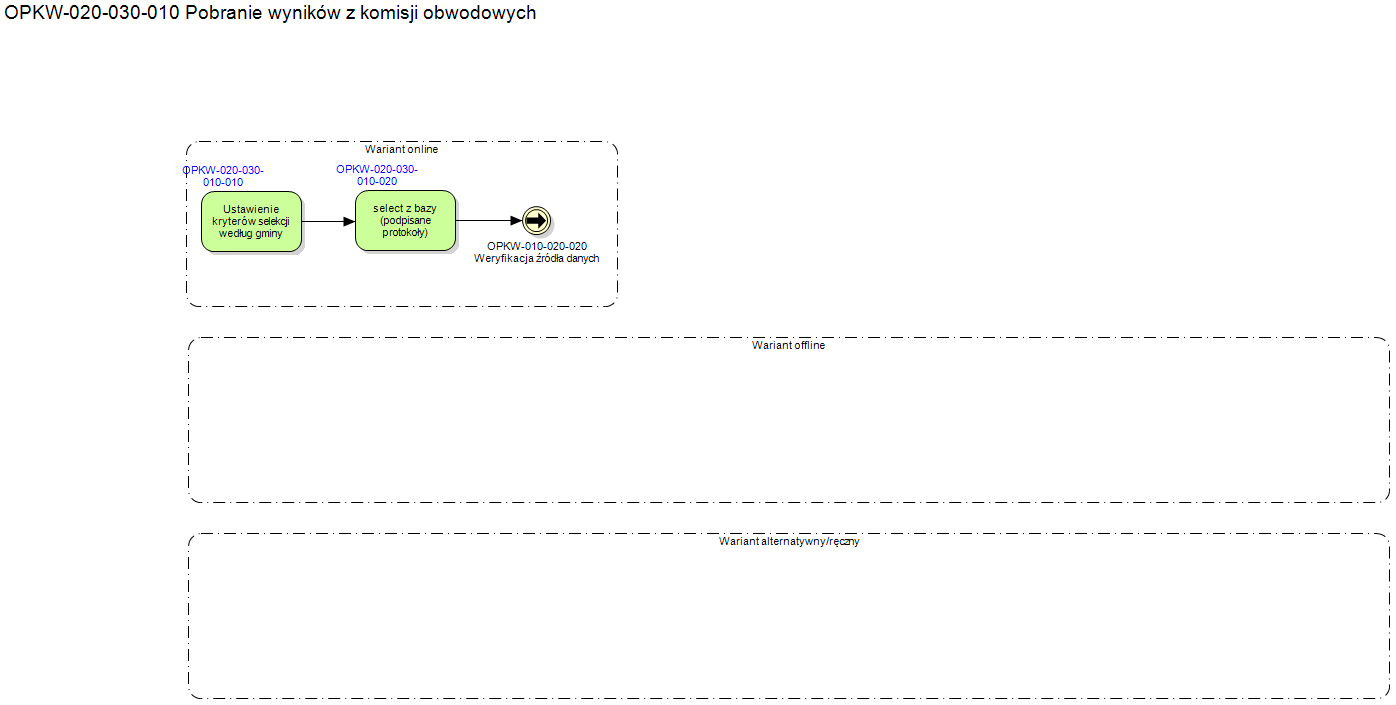 OPKW-020-030-010 Pobranie wyników z komisji obwodowych
Wariant online
OPKW-020-030-
010-010
Ustawienie
kryterów selekcji
według gminy
OPKW-020-030-
010-020
select z bazy
(podpisane
protokoły)
OPKW-010-020-020
Weryfikacja źródła danych
Wariant offline
Wariant alternatywny/ręczny